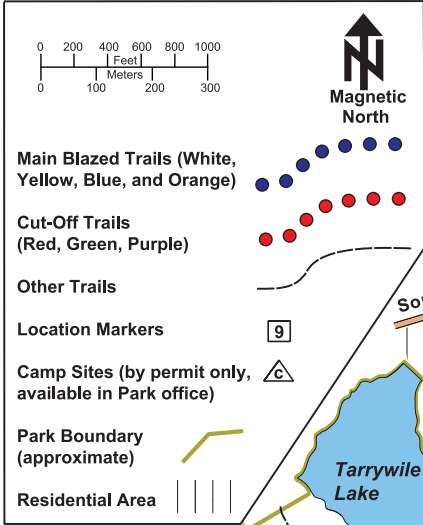 0 200 400 600 800 1000
Feet
Meters
0 100 200 300
Magnetic
North
Main Blazed Trails (White,
Yellow, Blue, and Orange)
Cut-Off Trails
(Red, Green, Purple)
Other Trails
Location Markers
9
Camp Sites (by permit only,
available in Park office)
C
Park Boundary
(approximate)
Residential Area
Sou
Tarrywile
Lake